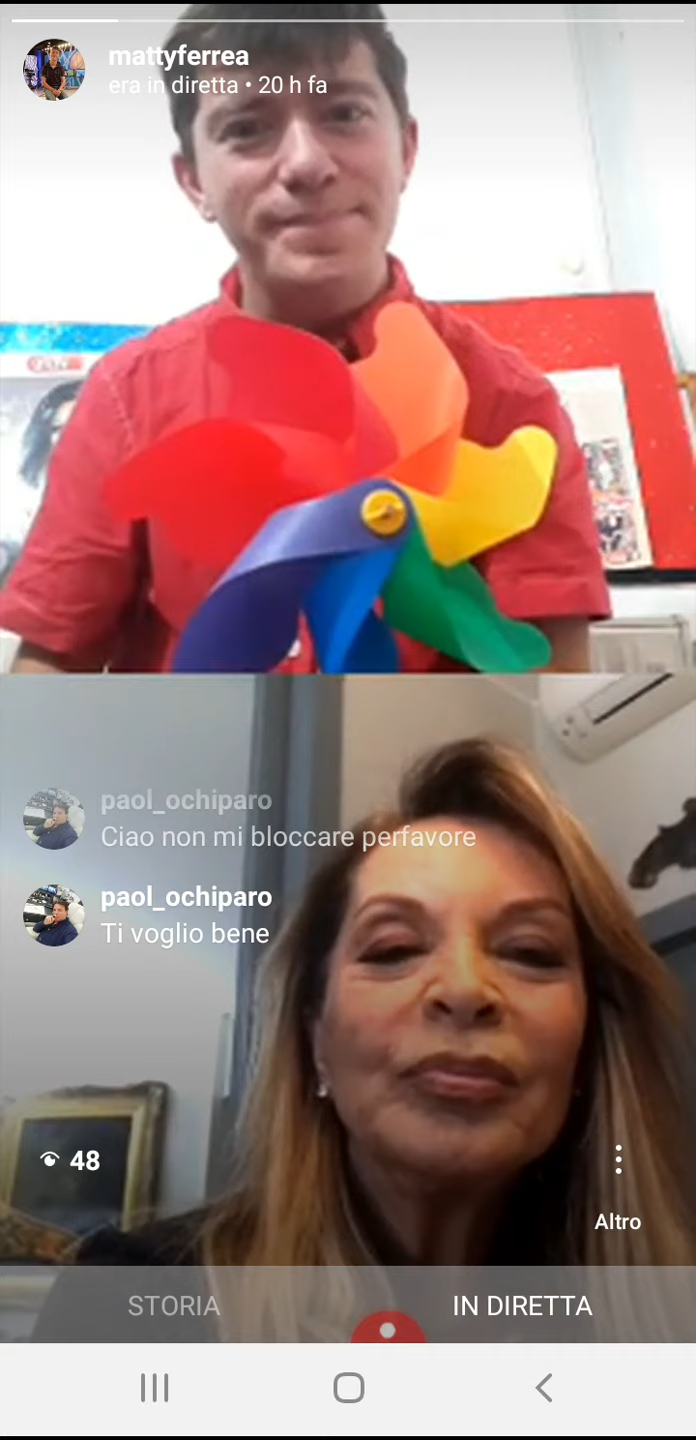 mattyferrea
era in diretta • 20 h fa
paol_ochiparo
Ciao non mi bloccare perfavore
paol_ochiparo
Ti voglio bene
48
Altro
STORIA
IN DIRETTA